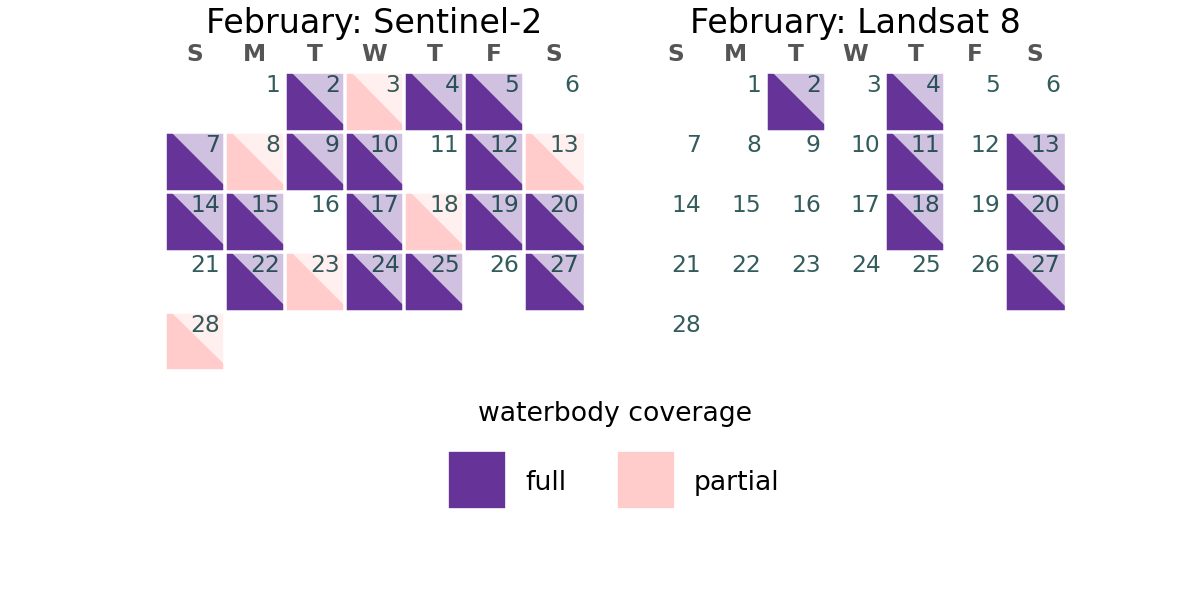 February: Sentinel-2
S M T W T F S
1 2 3 4 5 6
7 8 9 10 11 12 13
14 15 16 17 18 19 20
21 22 23 24 25 26 27
28
February: Landsat 8
S M T W T F S
1 2 3 4 5 6
7 8 9 10 11 12 13
14 15 16 17 18 19 20
21 22 23 24 25 26 27
28
waterbody coverage
full partial